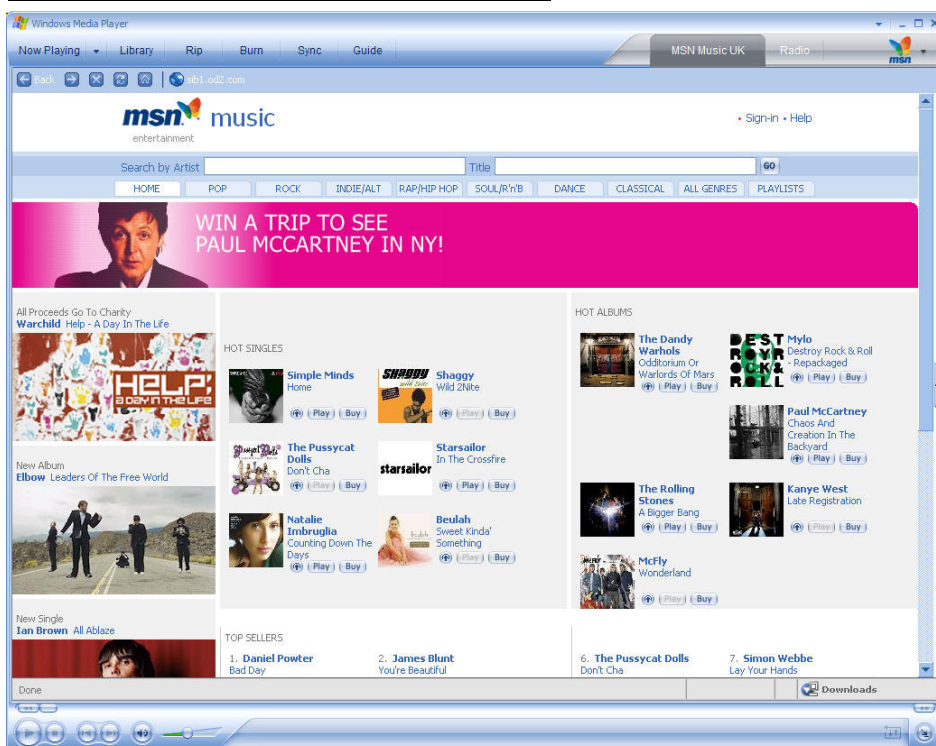 Windows Media Player
Now Playing Library Rip Burn Sync Guide MSN Music UK Radio
msn
Back sib1.od2.com
msn music
entertainment
• Sign-in • Help
Search by Artist Title GO
HOME POP ROCK INDIE/ALT RAP/HIP HOP SOUL/R'n'B DANCE CLASSICAL ALL GENRES PLAYLISTS
WIN A TRIP TO SEE
PAUL MCCARTNEY IN NY!
All Proceeds Go To Charity
Warchild Help - A Day In The Life
HELP:
A DAY IN THE LIFE
New Album
Elbow Leaders Of The Free World
New Single
Ian Brown All Ablaze
HOT SINGLES
Simple Minds
Home
Play Buy
SHAGGY
wild 2nite
Shaggy
Wild 2Nite
Play Buy
Pussycat Dolls
The Pussycat
Dolls
Don't Cha
Play Buy
starsailor
Starsailor
In The Crossfire
Play Buy
Natalie
Imbruglia
Counting Down The
Days
Play Buy
Beulah
Sweet Kinda'
Something
Play Buy
HOT ALBUMS
The Dandy
Warhols
Odditorium Or
Warlords Of Mars
Play Buy
DEST
ROY R
OCK &
ROLL
Mylo
Destroy Rock & Roll
- Repackaged
Play Buy
Paul McCartney
Chaos And
Creation In The
Backyard
Play Buy
The Rolling
Stones
A Bigger Bang
Play Buy
Kanye West
Late Registration
Play Buy
McFly
Wonderland
Play Buy
TOP SELLERS
1. Daniel Powter
Bad Day
2. James Blunt
You're Beautiful
6. The Pussycat Dolls
Don't Cha
7. Simon Webbe
Lay Your Hands
Done
Downloads